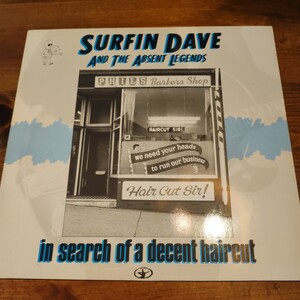 SURFIN DAVE
AND THE ABSENT LEGENDS
PHIL'S Barbers Shop
HAIRCUT SIR!
We need your heads
to run our business
Hair Cut Sir!
in search of a decent haircut